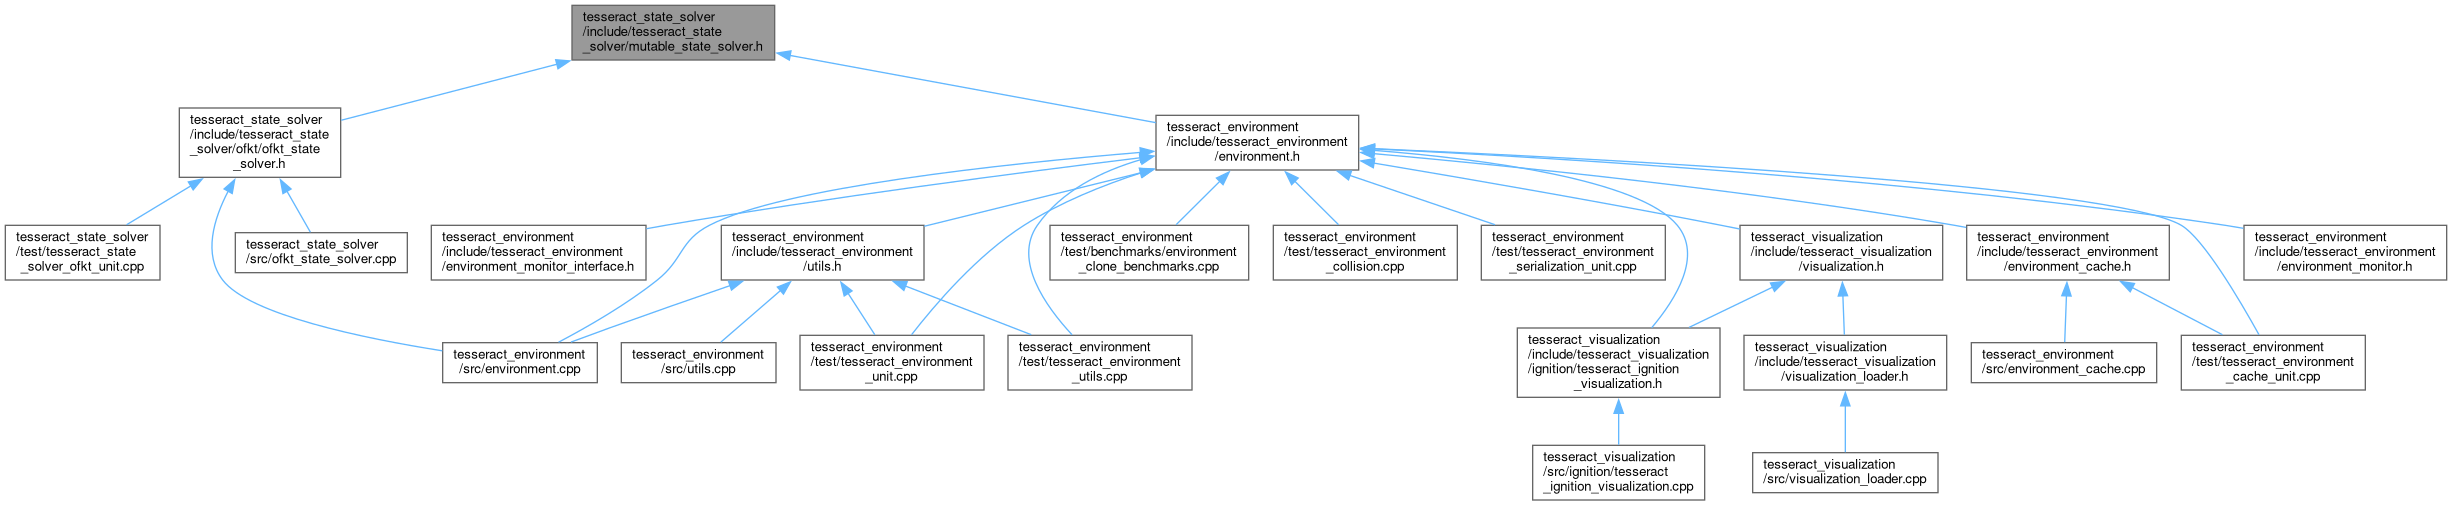 tesseract_state_solver
/include/tesseract_state
_solver/mutable_state_solver.h
tesseract_state_solver
/include/tesseract_state
_solver/ofkt/ofkt_state
_solver.h
tesseract_environment
/include/tesseract_environment
/environment.h
tesseract_state_solver
/test/tesseract_state
_solver_ofkt_unit.cpp
tesseract_state_solver
/src/ofkt_state_solver.cpp
tesseract_environment
/include/tesseract_environment
/environment_monitor_interface.h
tesseract_environment
/include/tesseract_environment
/utils.h
tesseract_environment
/test/benchmarks/environment
_clone_benchmarks.cpp
tesseract_environment
/test/tesseract_environment
_collision.cpp
tesseract_environment
/test/tesseract_environment
_serialization_unit.cpp
tesseract_visualization
/include/tesseract_visualization
/visualization.h
tesseract_environment
/include/tesseract_environment
/environment_cache.h
tesseract_environment
/include/tesseract_environment
/environment_monitor.h
tesseract_environment
/src/environment.cpp
tesseract_environment
/src/utils.cpp
tesseract_environment
/test/tesseract_environment
_unit.cpp
tesseract_environment
/test/tesseract_environment
_utils.cpp
tesseract_visualization
/include/tesseract_visualization
/ignition/tesseract_ignition
_visualization.h
tesseract_visualization
/include/tesseract_visualization
/visualization_loader.h
tesseract_environment
/src/environment_cache.cpp
tesseract_environment
/test/tesseract_environment
_cache_unit.cpp
tesseract_visualization
/src/ignition/tesseract
_ignition_visualization.cpp
tesseract_visualization
/src/visualization_loader.cpp